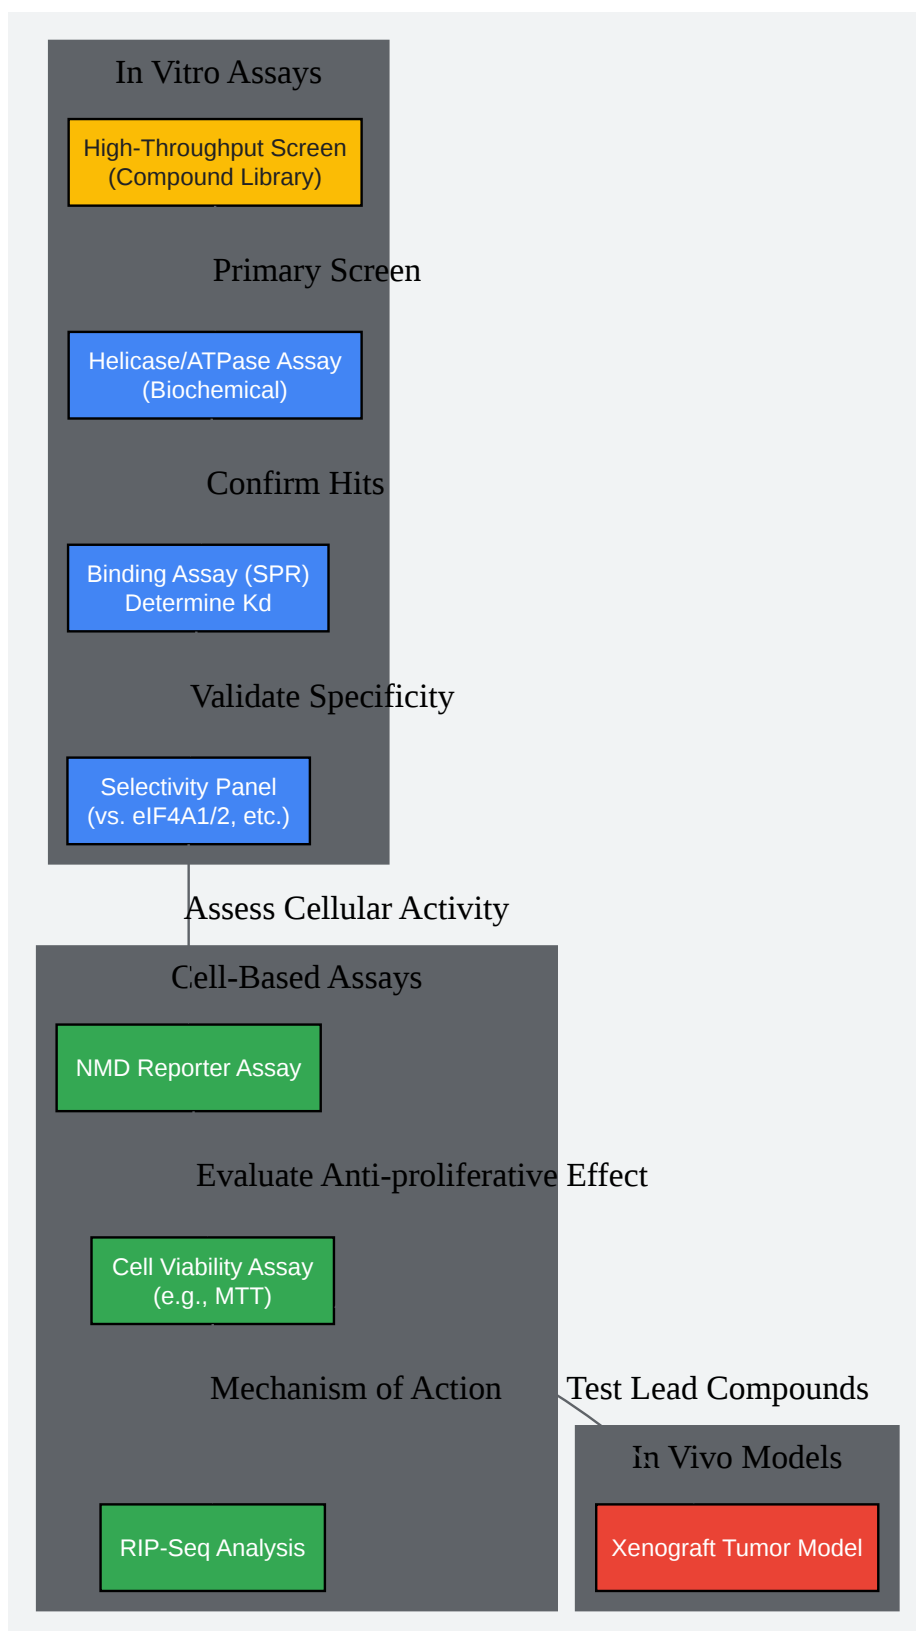 In Vitro Assays
High-Throughput Screen
(Compound Library)
Primary Screen
Helicase/ATPase Assay
(Biochemical)
Confirm Hits
Binding Assay (SPR)
Determine Kd
Validate Specificity
Selectivity Panel
(vs. eIF4A1/2, etc.)
Assess Cellular Activity
Cell-Based Assays
NMD Reporter Assay
Evaluate Anti-proliferative Effect
Cell Viability Assay
(e.g., MTT)
Mechanism of Action
Test Lead Compounds
In Vivo Models
RIP-Seq Analysis
Xenograft Tumor Model